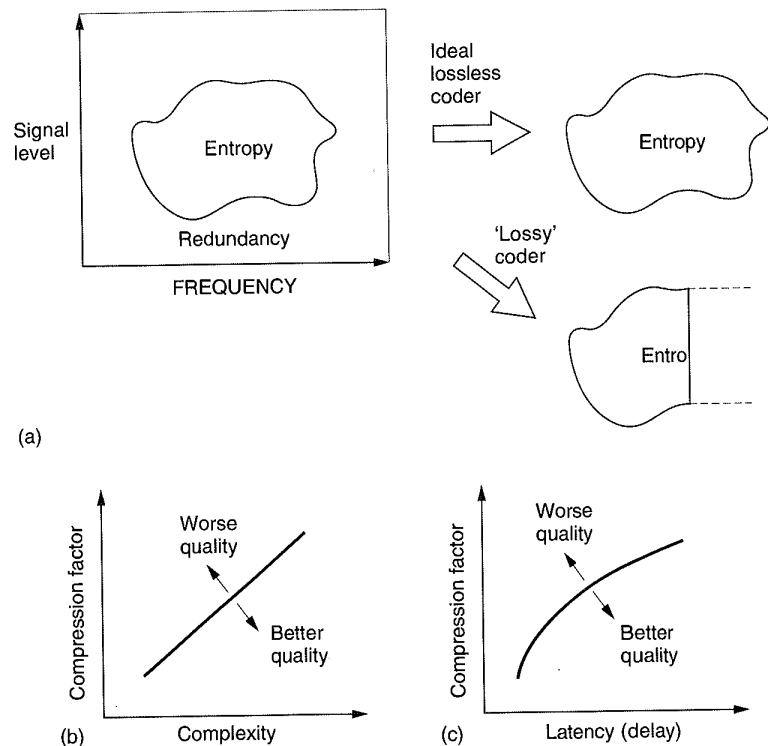 Signal
level
Entropy
Redundancy
FREQUENCY
Ideal
lossless
coder
Entropy
'Lossy'
coder
Entro
(a)
Compression factor
Worse
quality
Better
quality
(b)
Complexity
Compression factor
Worse
quality
Better
quality
(c)
Latency (delay)